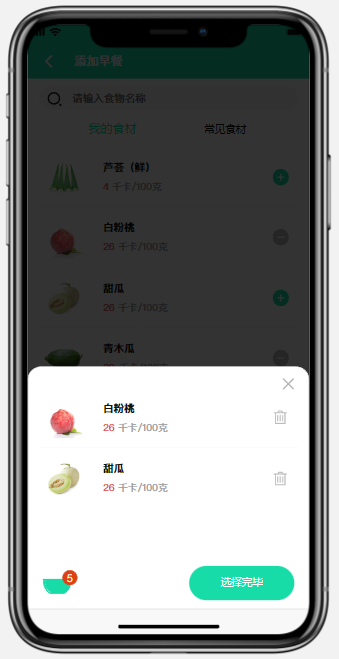 添加早餐
请输入食物名称
我的食材 常见食材
芦荟（鲜）
4 千卡/100克
白粉桃
26 千卡/100克
甜瓜
26 千卡/100克
青木瓜
白粉桃
26 千卡/100克
甜瓜
26 千卡/100克
5
选择完毕